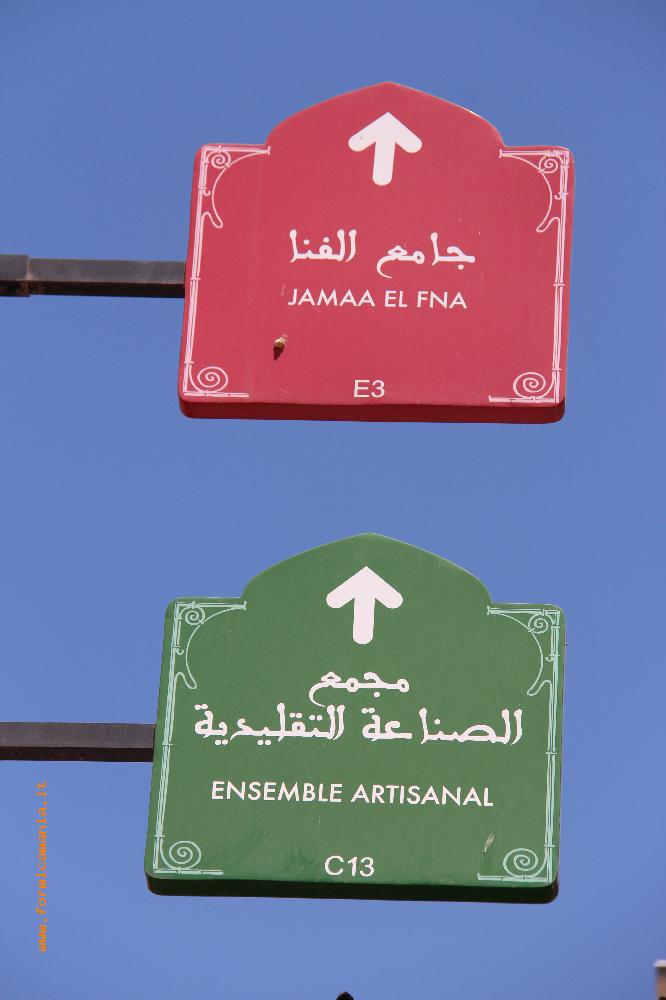 جامع الفنا
JAMAA EL FNA
E3
مجمع
الصناعة التقليدية
ENSEMBLE ARTISANAL
C13
www.formicamania.it